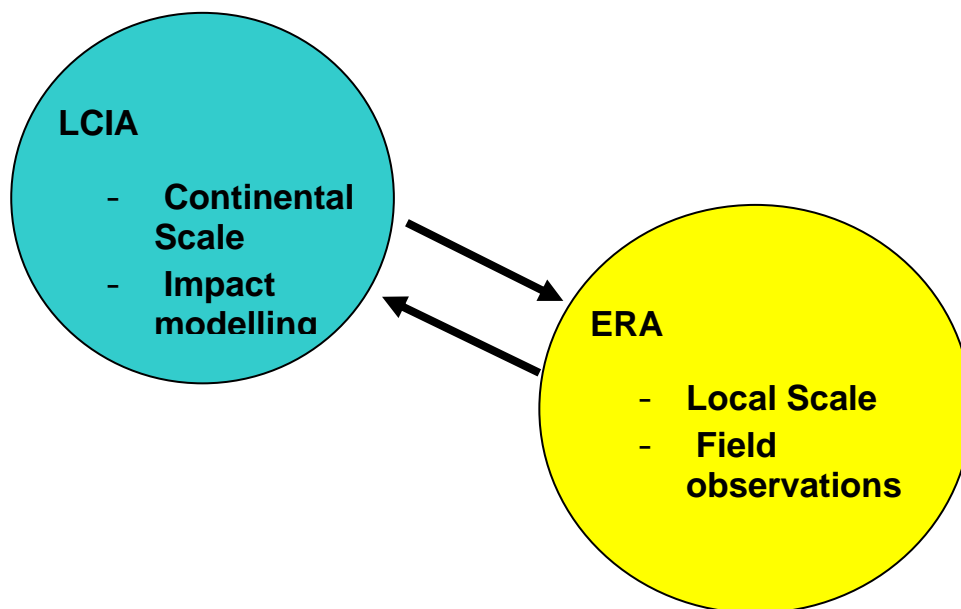 LCIA
- Continental
Scale
- Impact
modelling
ERA
- Local Scale
- Field
observations